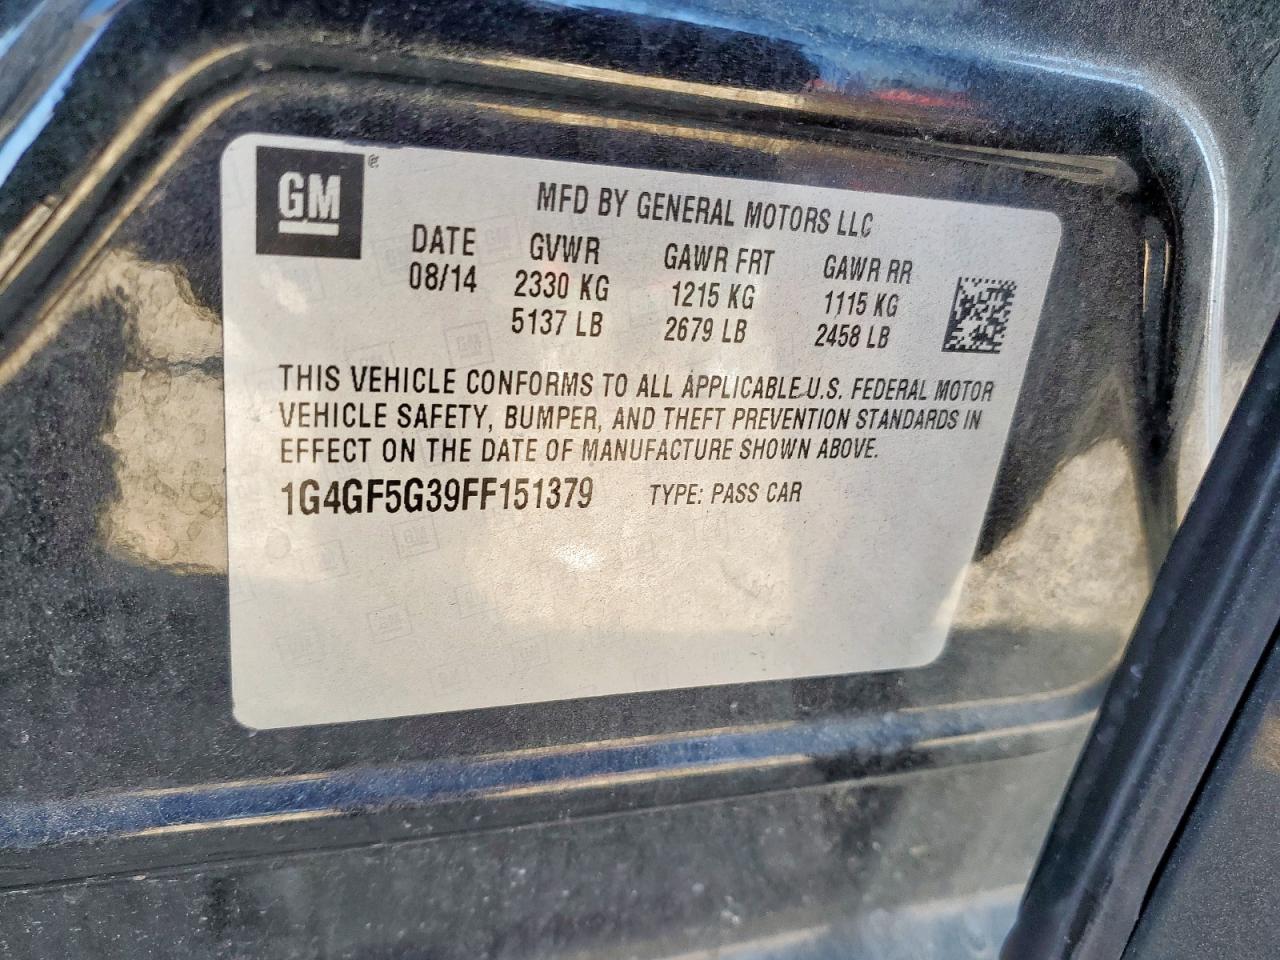 GM
MFD BY GENERAL MOTORS LLC
DATE GVWR GAWR FRT GAWR RR
08/14 2330 KG 1215 KG 1115 KG
5137 LB 2679 LB 2458 LB
THIS VEHICLE CONFORMS TO ALL APPLICABLE U.S. FEDERAL MOTOR
VEHICLE SAFETY, BUMPER, AND THEFT PREVENTION STANDARDS IN
EFFECT ON THE DATE OF MANUFACTURE SHOWN ABOVE.
1G4GF5G39FF151379 TYPE: PASS CAR